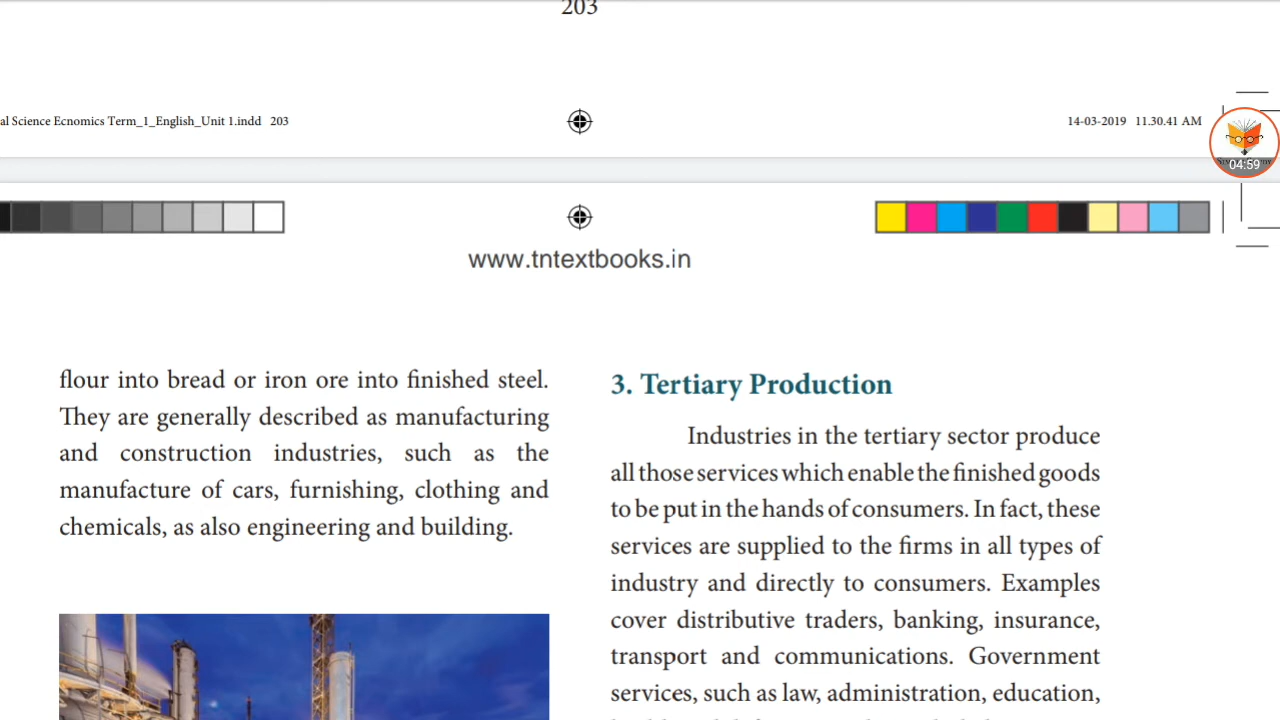 203
al Science Ecnomics Term_1_English_Unit 1.indd 203
14-03-2019 11.30.41 AM
04:59
www.tntextbooks.in
flour into bread or iron ore into finished steel.
They are generally described as manufacturing
and construction industries, such as the
manufacture of cars, furnishing, clothing and
chemicals, as also engineering and building.
3. Tertiary Production
Industries in the tertiary sector produce
all those services which enable the finished goods
to be put in the hands of consumers. In fact, these
services are supplied to the firms in all types of
industry and directly to consumers. Examples
cover distributive traders, banking, insurance,
transport and communications. Government
services, such as law, administration, education,